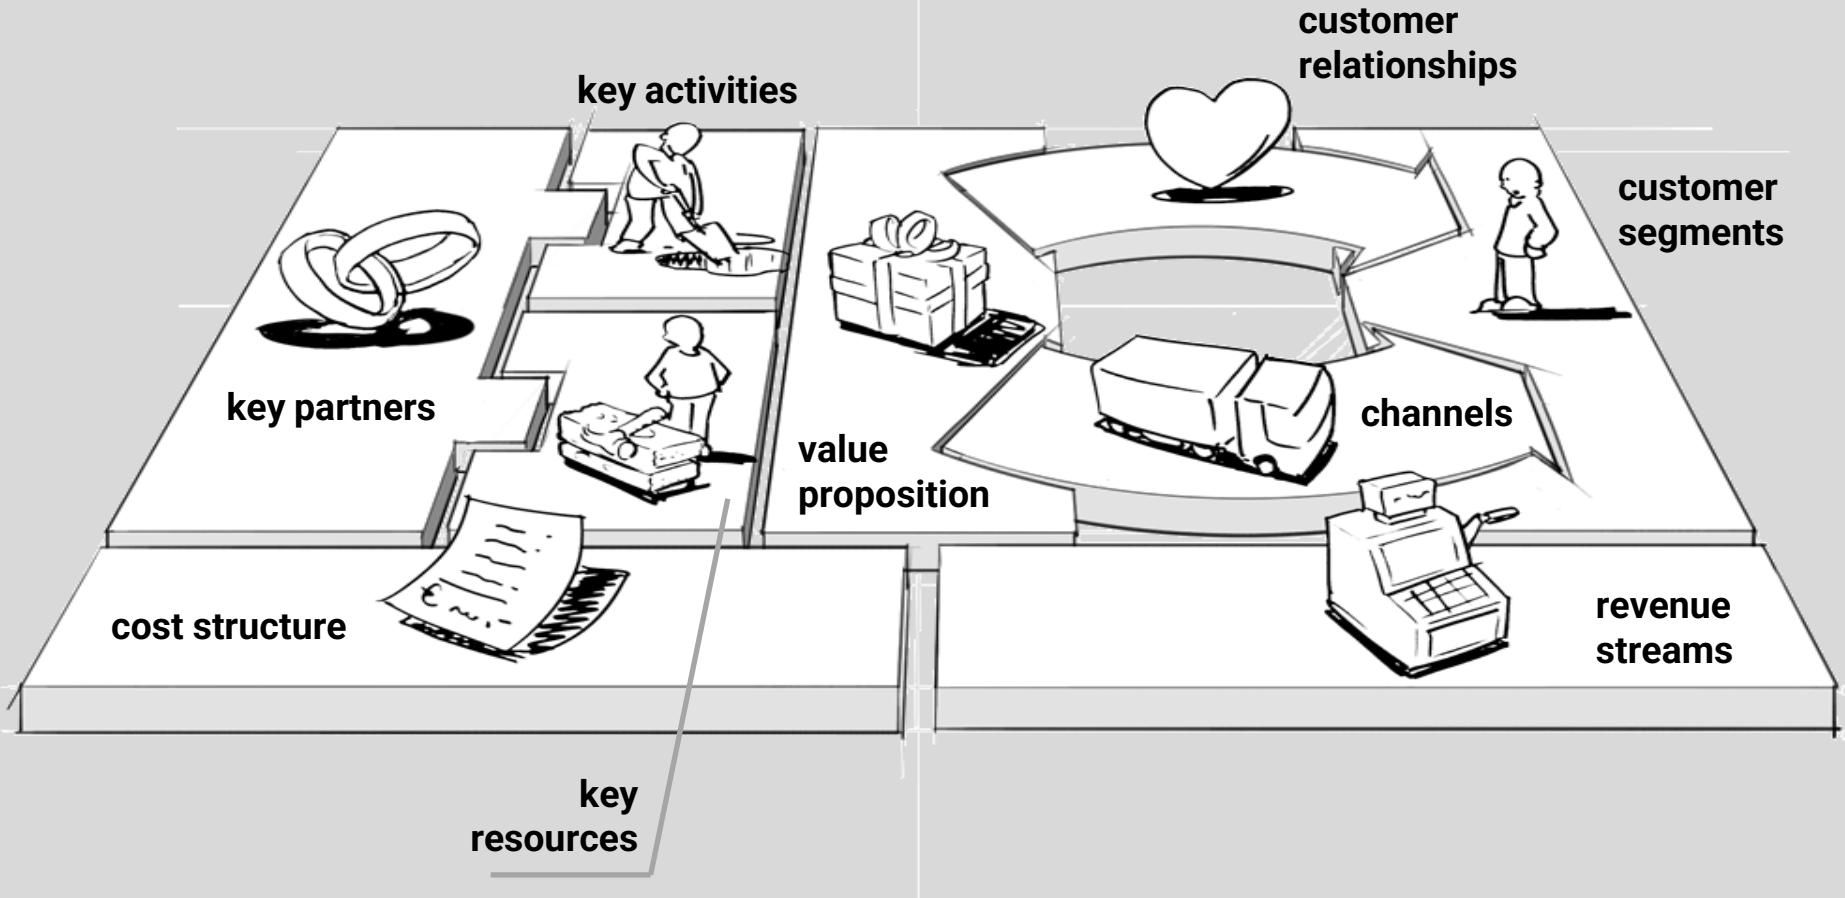 customer
relationships
key activities
customer
segments
key partners
channels
value
proposition
cost structure
revenue
streams
key
resources